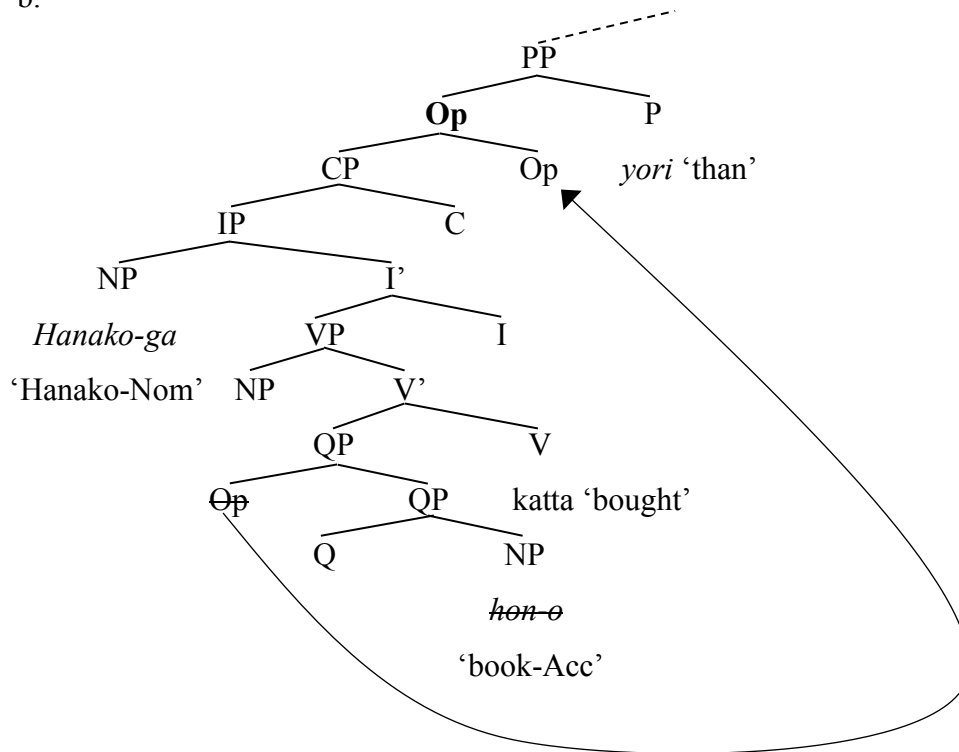 b.
PP
Op P
CP Op yori ‘than’
IP C
NP I’
Hanako-ga VP I
‘Hanako-Nom’ NP V’
QP V
Op QP katta ‘bought’
Q NP
hon-o
‘book-Acc’